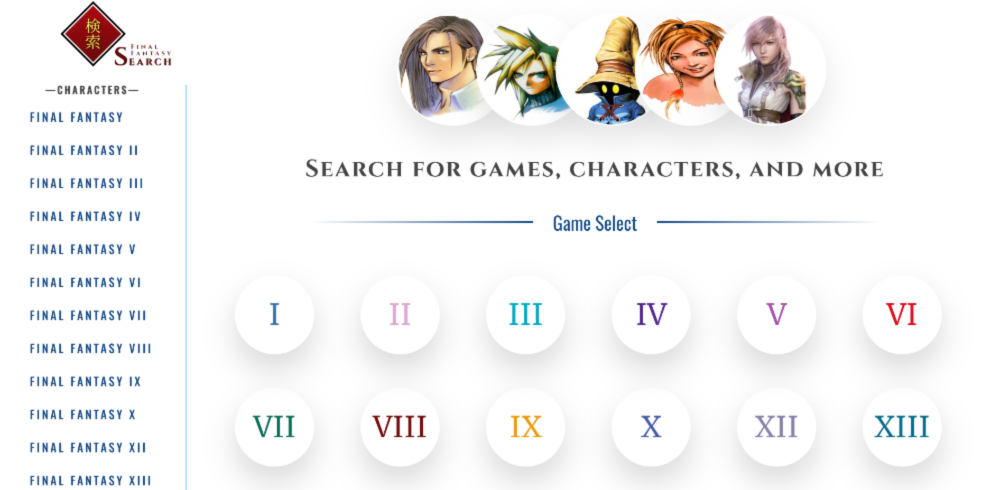 検索
FINAL
FANTASY
SEARCH
—CHARACTERS—
FINAL FANTASY
FINAL FANTASY II
FINAL FANTASY III
FINAL FANTASY IV
FINAL FANTASY V
FINAL FANTASY VI
FINAL FANTASY VII
FINAL FANTASY VIII
FINAL FANTASY IX
FINAL FANTASY X
FINAL FANTASY XII
FINAL FANTASY XIII
SEARCH FOR GAMES, CHARACTERS, AND MORE
Game Select
I II III IV V VI
VII VIII IX X XII XIII